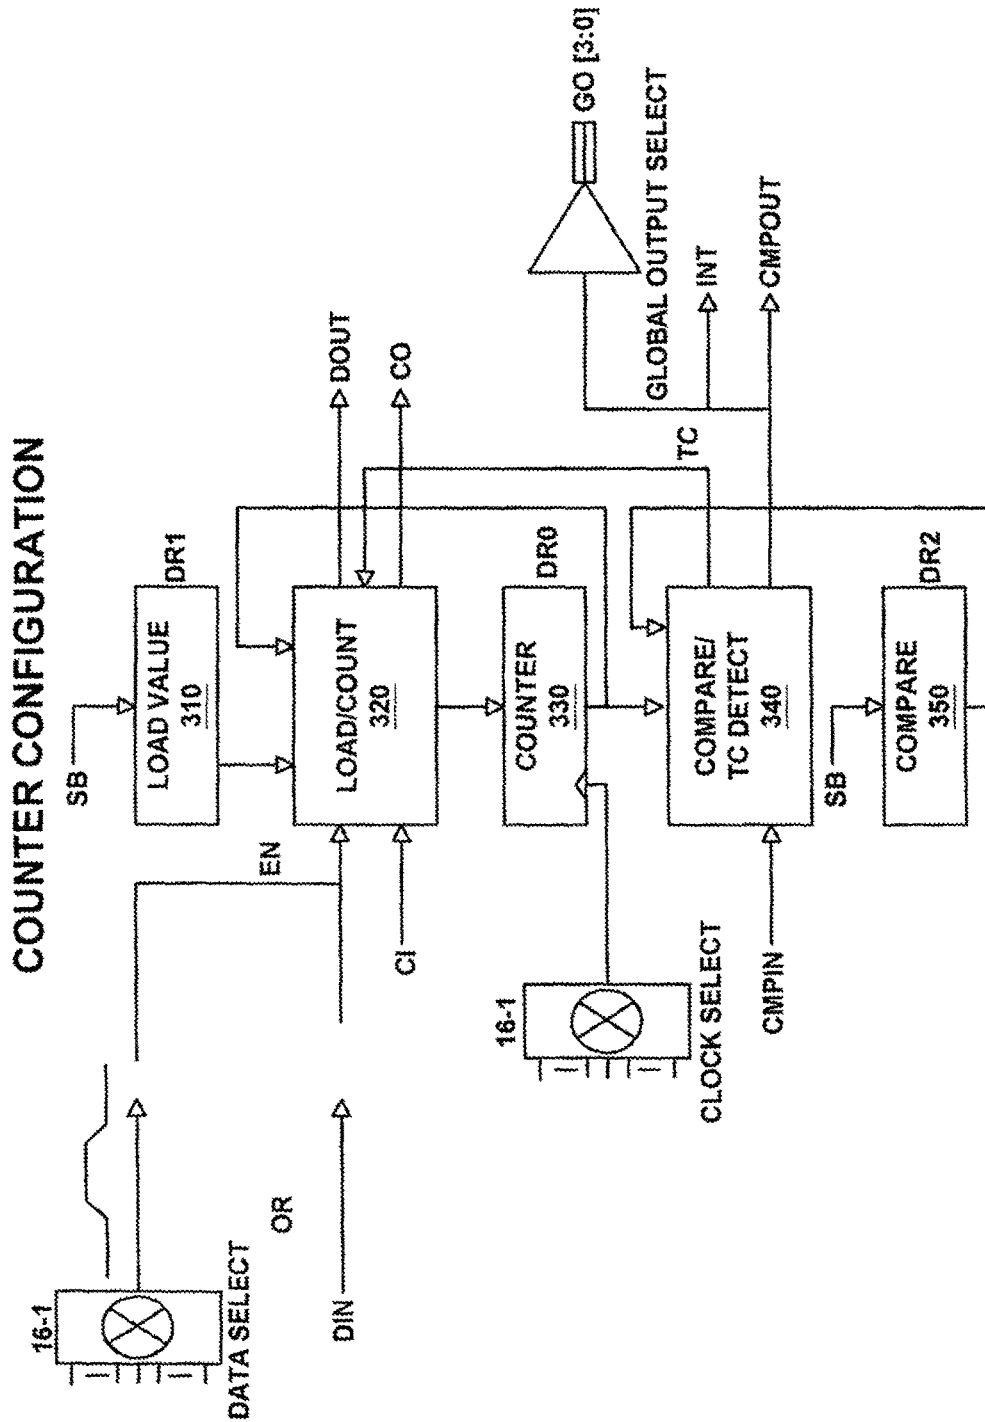 COUNTER CONFIGURATION
16-1
DATA SELECT
OR
DIN
EN
CI
SB
LOAD VALUE
310
DR1
LOAD/COUNT
320
DOUT
CO
16-1
CLOCK SELECT
COUNTER
330
DR0
TC
CMPIN
COMPARE/
TC DETECT
340
GO [3:0]
GLOBAL OUTPUT SELECT
INT
CMPOUT
SB
COMPARE
350
DR2